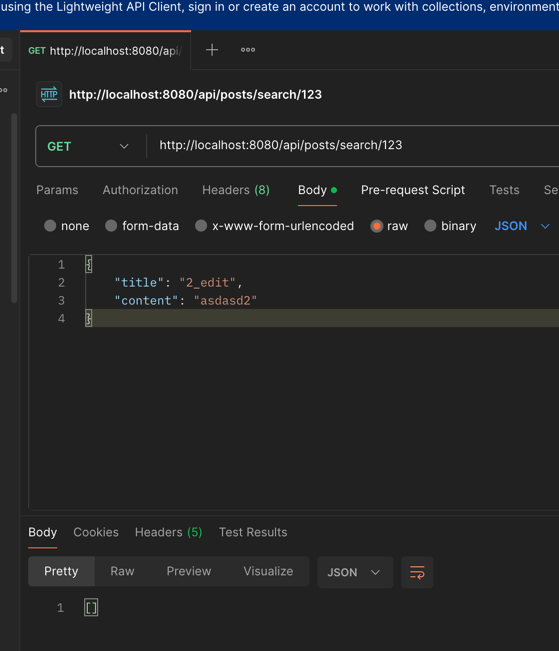 using the Lightweight API Client, sign in or create an account to work with collections, environment
t GET http://localhost:8080/api/
HTTP http://localhost:8080/api/posts/search/123
GET http://localhost:8080/api/posts/search/123
Params Authorization Headers (8) Body Pre-request Script Tests Se
none form-data x-www-form-urlencoded raw binary JSON
1 {
2 "title": "2_edit",
3 "content": "asdasd2"
4 }
Body Cookies Headers (5) Test Results
Pretty Raw Preview Visualize JSON
1 []